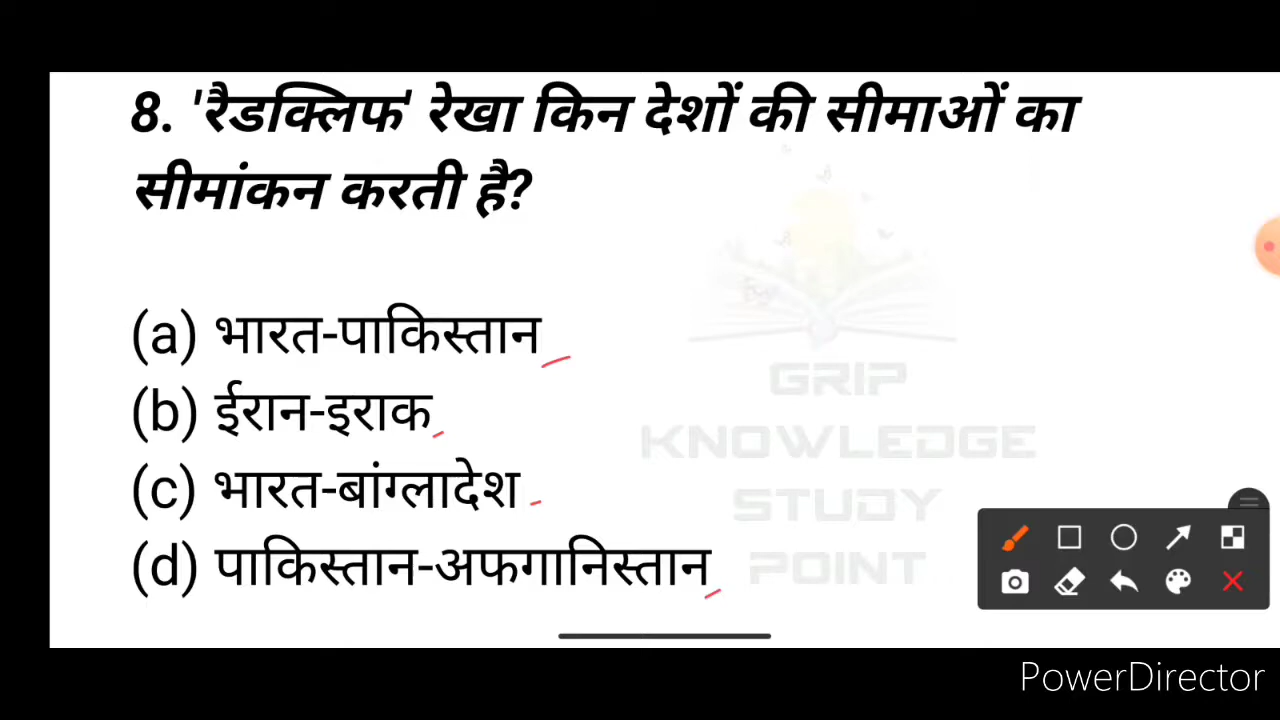 8. 'रैडक्लिफ' रेखा किन देशों की सीमाओं का
सीमांकन करती है?
(a) भारत-पाकिस्तान
(b) ईरान-इराक
(c) भारत-बांग्लादेश
(d) पाकिस्तान-अफगानिस्तान
GRIP
KNOWLEDGE
STUDY
POINT
PowerDirector